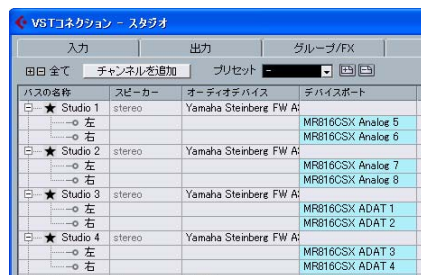 VSTコネクション - スタジオ
入力 出力 グループ/FX
全て チャンネルを追加 プリセット -
バスの名称 スピーカー オーディオデバイス デバイスポート
Studio 1 stereo Yamaha Steinberg FW AS
左 MR816CSX Analog 5
右 MR816CSX Analog 6
Studio 2 stereo Yamaha Steinberg FW AS
左 MR816CSX Analog 7
右 MR816CSX Analog 8
Studio 3 stereo Yamaha Steinberg FW AS
左 MR816CSX ADAT 1
右 MR816CSX ADAT 2
Studio 4 stereo Yamaha Steinberg FW AS
左 MR816CSX ADAT 3
右 MR816CSX ADAT 4